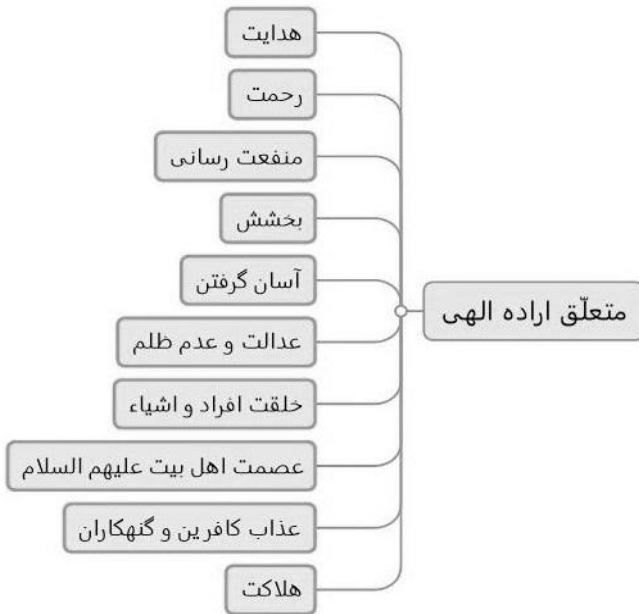 متعلّق اراده الهی
هدایت
رحمت
منفعت رسانی
بخشش
آسان گرفتن
عدالت و عدم ظلم
خلقت افراد و اشیاء
عصمت اهل بیت علیهم السلام
عذاب کافرین و گنهکاران
هلاکت